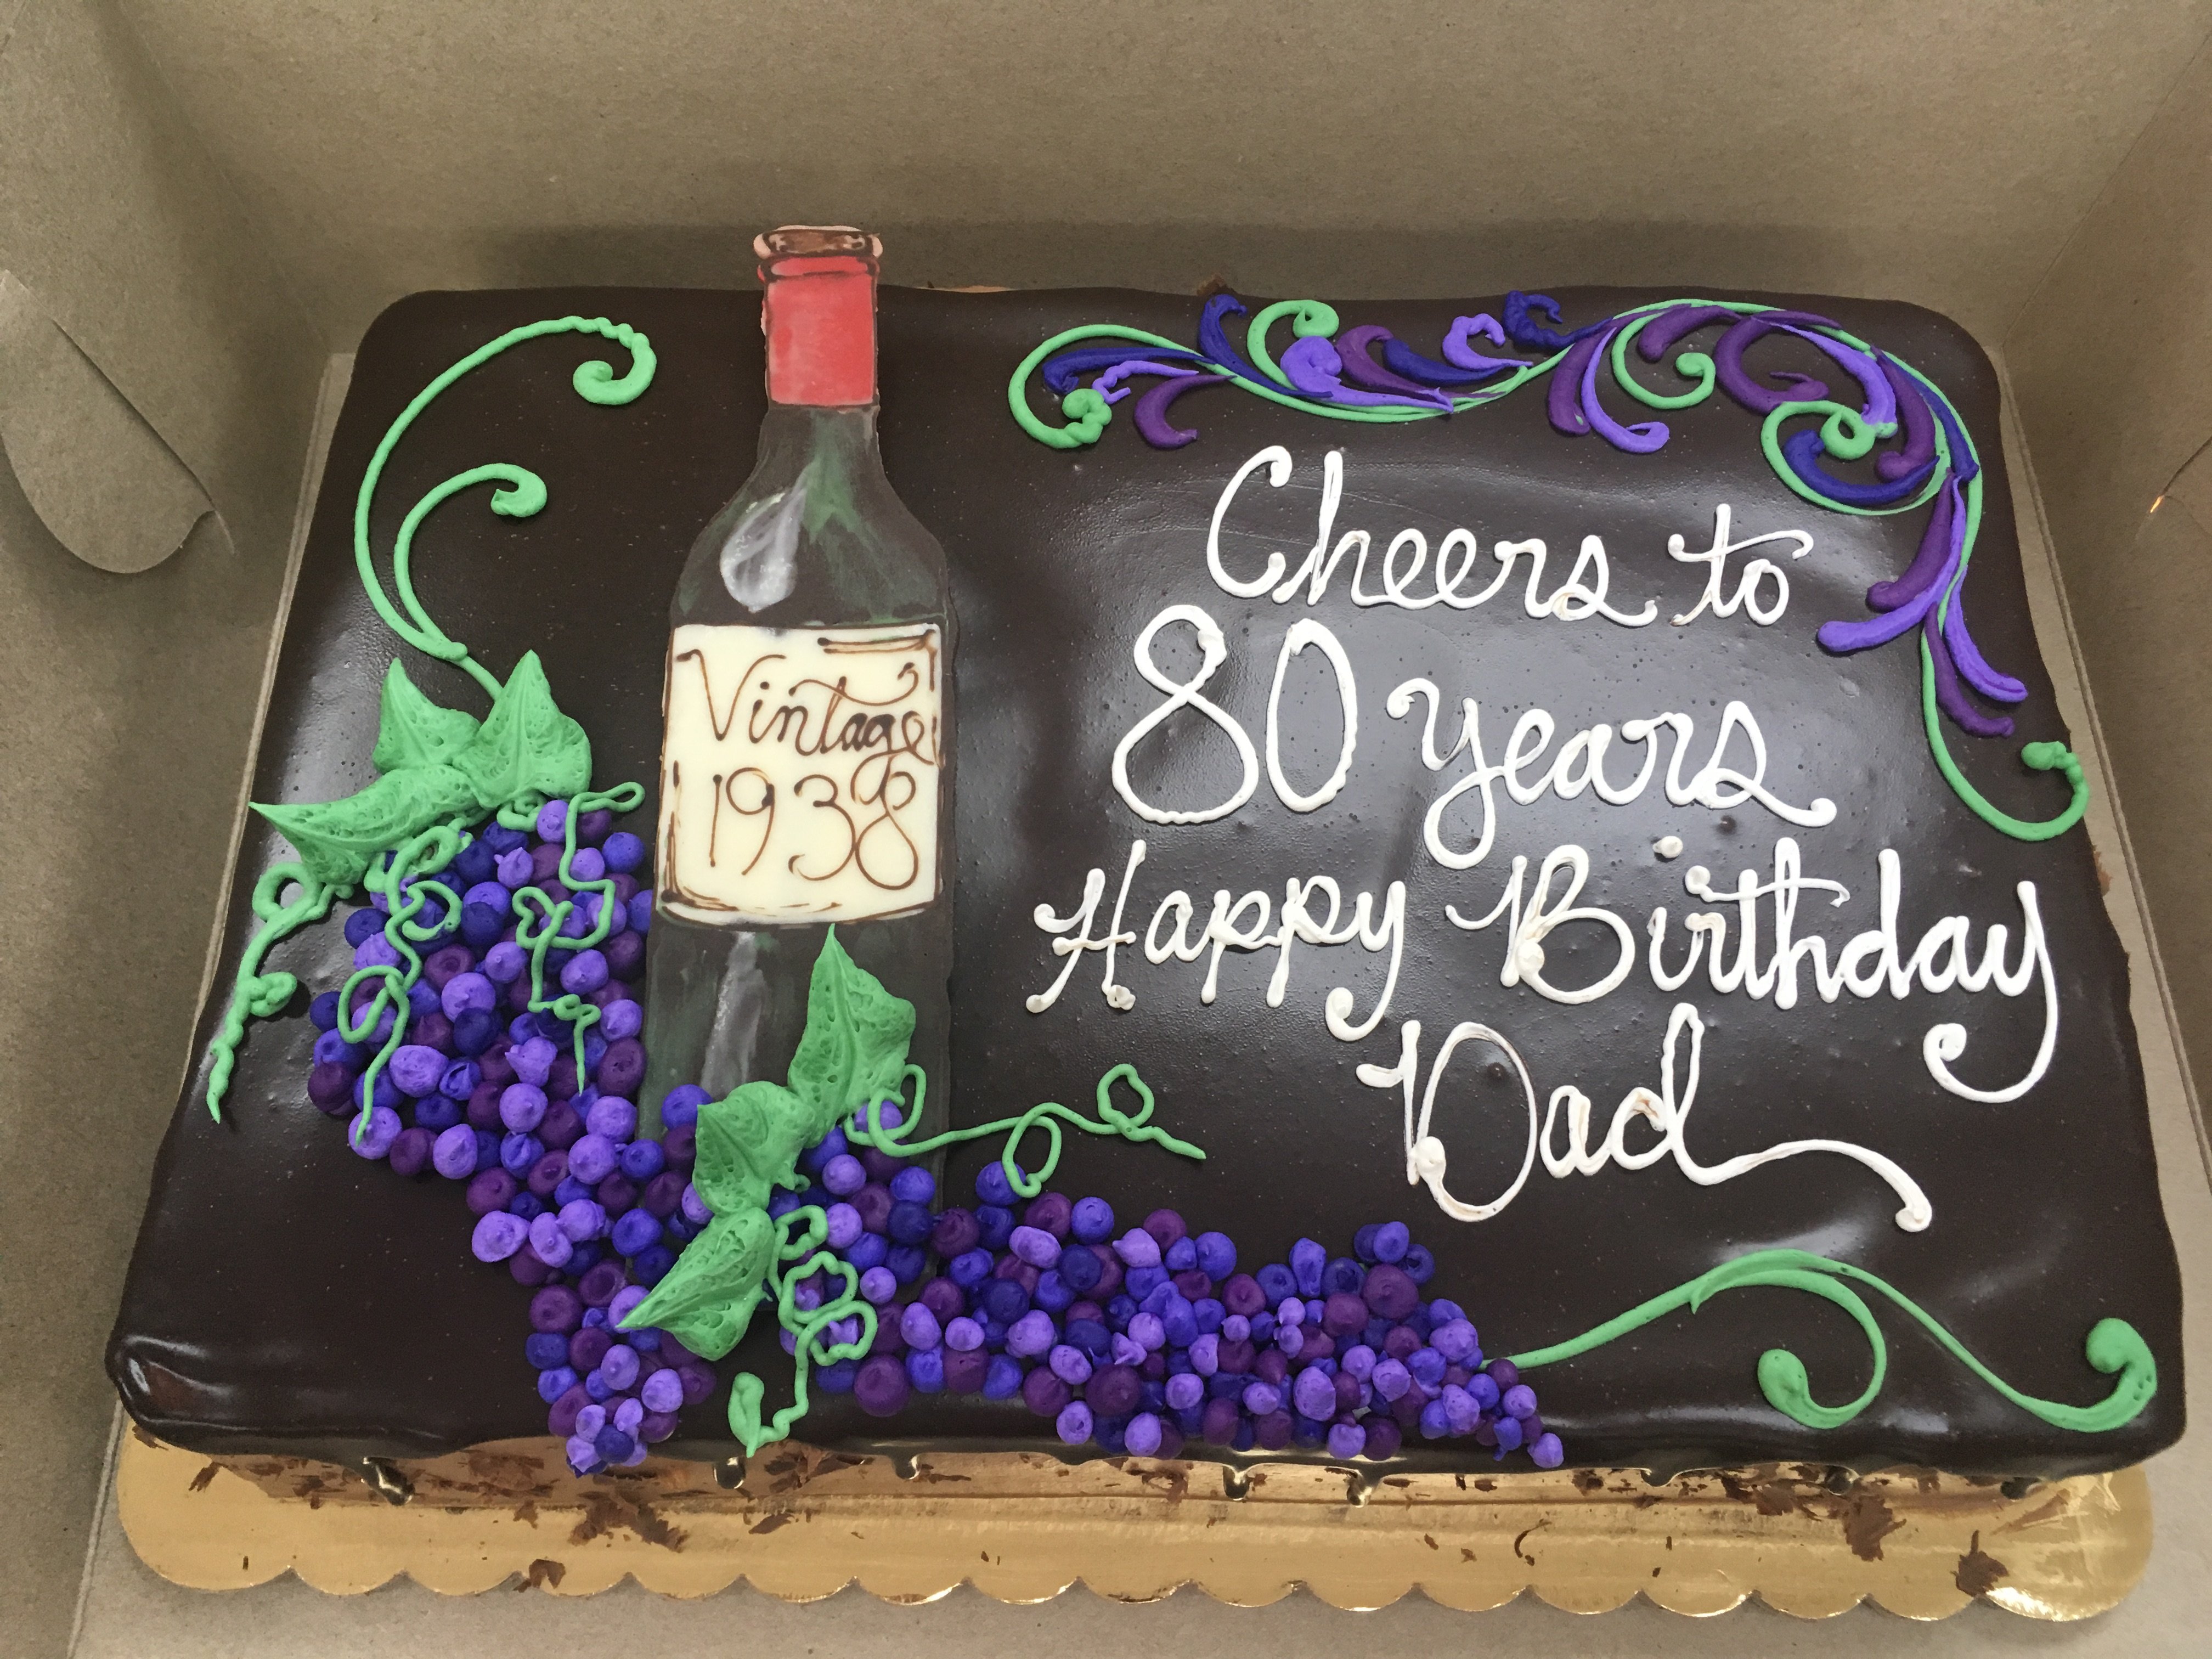 Vintage
1938
Cheers to
80 years
Happy Birthday
Dad